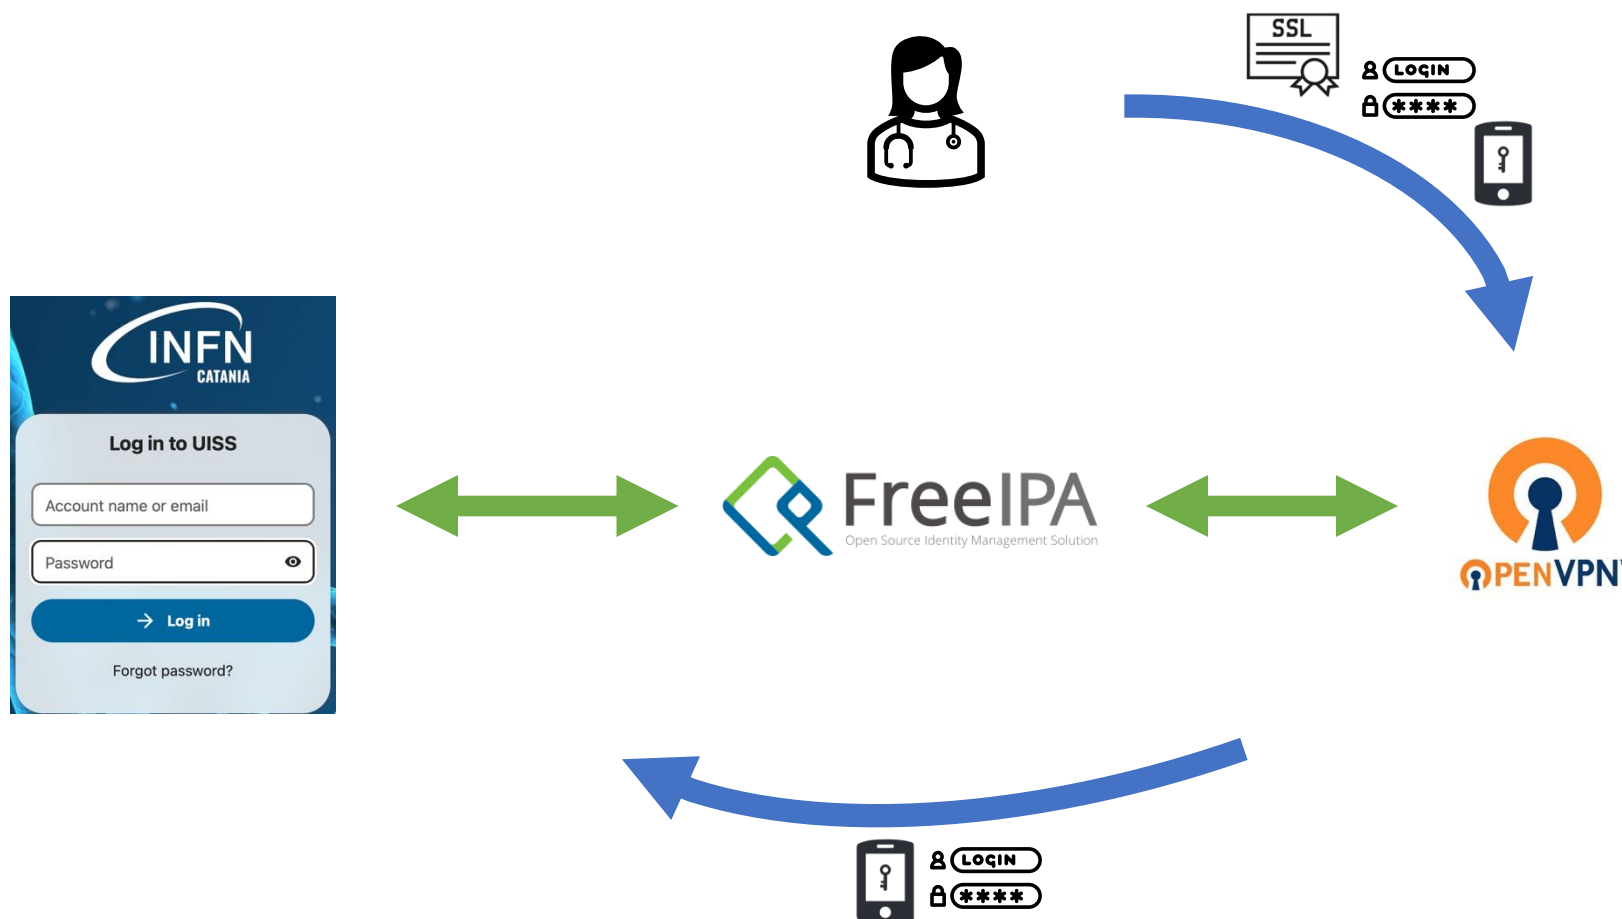 SSL
LOGIN
****
INFN
CATANIA
Log in to UISS
Account name or email
Password
Log in
Forgot password?
FreeIPA
Open Source Identity Management Solution
OPENVPN
LOGIN
****